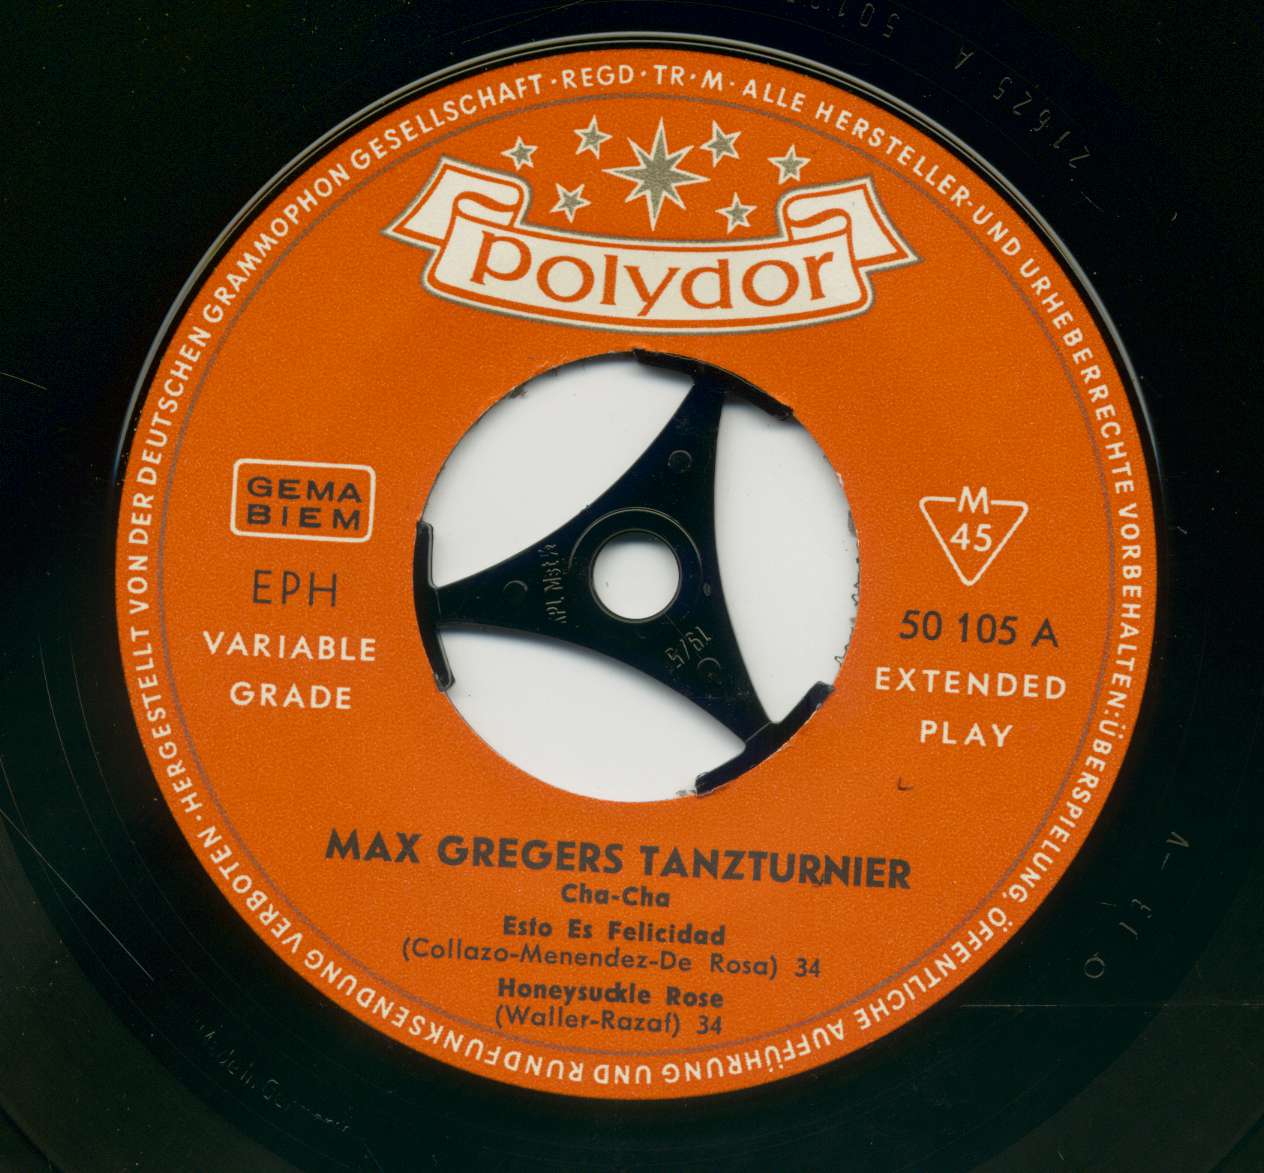 HERGESTELLT VON DER DEUTSCHEN GRAMMOPHON GESELLSCHAFT · REGD · TR · M · ALLE HERSTELLER- UND URHEBERRECHTE VORBEHALTEN: ÜBERSPIELUNG, ÖFFENTLICHE AUFFÜHRUNG UND RUNDFUNKSENDUNG VERBOTEN ·
polydor
GEMA
BIEM
EPH
VARIABLE
GRADE
M
45
50 105 A
EXTENDED
PLAY
MAX GREGERS TANZTURNIER
Cha-Cha
Esto Es Felicidad
(Collazo-Menendez-De Rosa) 34
Honeysuckle Rose
(Waller-Razaf) 34
21625 A